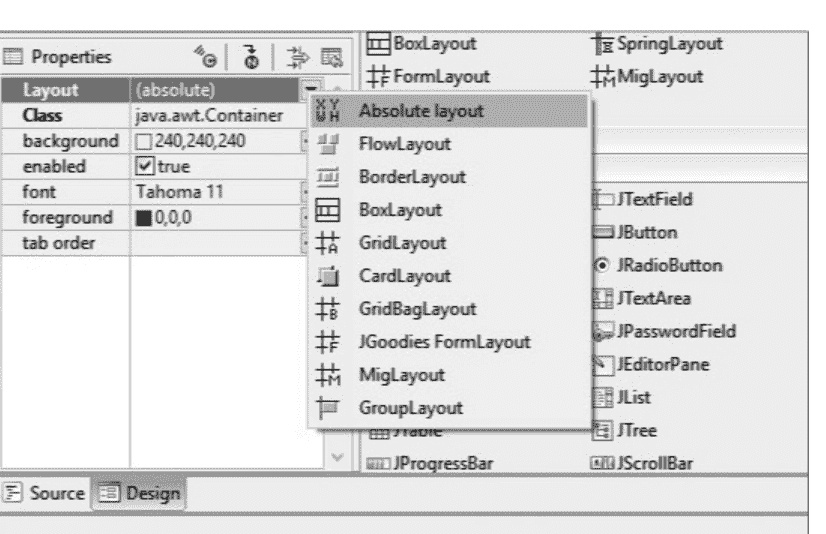 Properties
Layout (absolute)
Class java.awt.Container
background 240,240,240
enabled true
font Tahoma 11
foreground 0,0,0
tab order
BoxLayout SpringLayout
FormLayout MigLayout
Absolute layout
FlowLayout
BorderLayout
BoxLayout
GridLayout
CardLayout
GridBagLayout
JGoodies FormLayout
MigLayout
GroupLayout
JTextField
JButton
JRadioButton
JTextArea
JPasswordField
JEditorPane
JList
JTable JTree
JProgressBar JScrollBar
Source Design